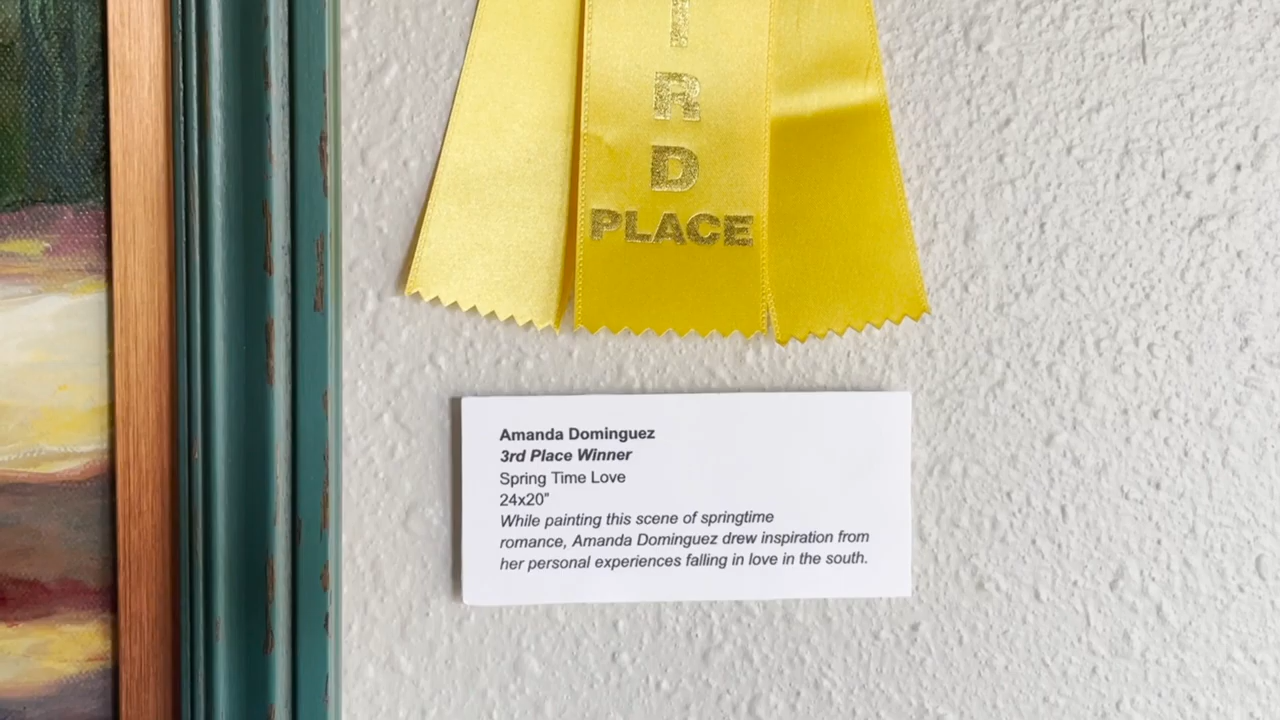 I
R
D
PLACE
Amanda Dominguez
3rd Place Winner
Spring Time Love
24x20"
While painting this scene of springtime
romance, Amanda Dominguez drew inspiration from
her personal experiences falling in love in the south.